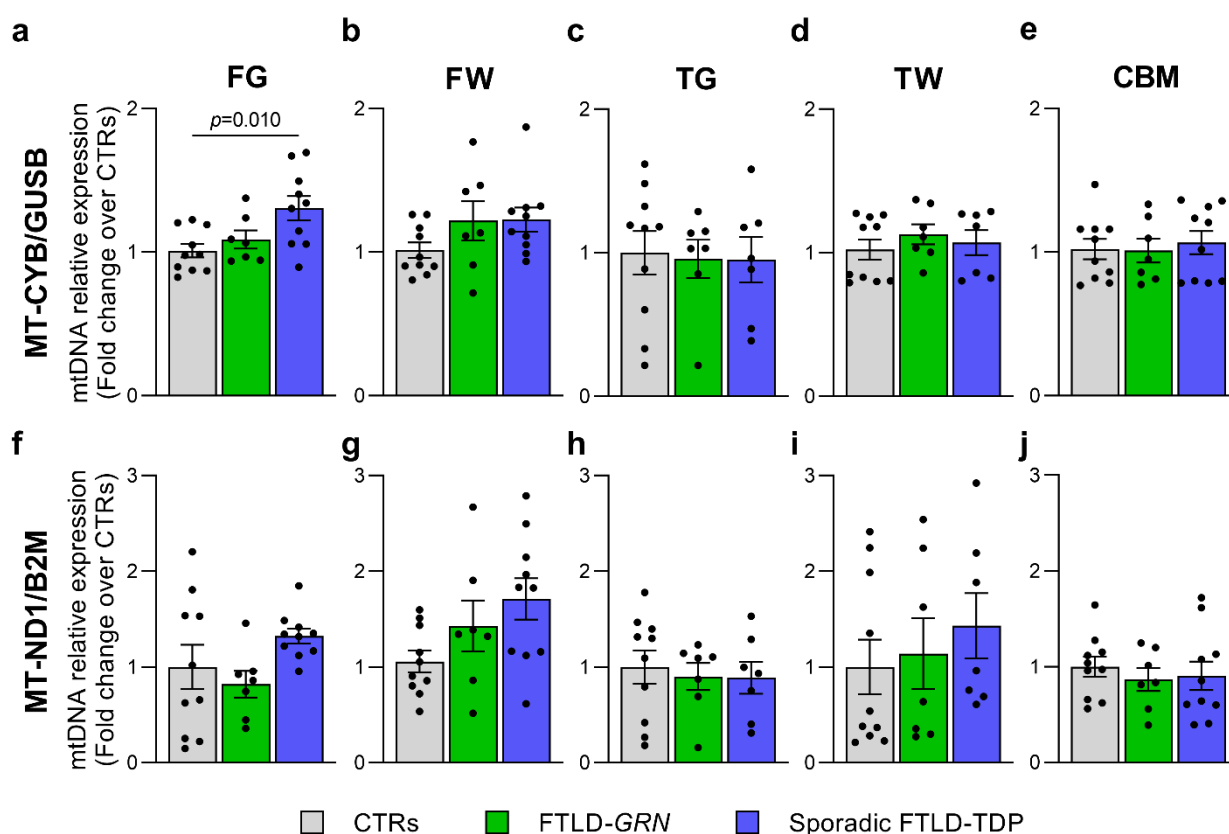 a
b
c
d
e
FG
FW
TG
TW
CBM
MT-CYB/GUSB
mtDNA relative expression
(Fold change over CTRs)
2
1
0
p=0.010
2
1
0
2
1
0
2
1
0
2
1
0
f
g
h
i
j
MT-ND1/B2M
mtDNA relative expression
(Fold change over CTRs)
3
2
1
0
3
2
1
0
3
2
1
0
3
2
1
0
3
2
1
0
CTRs
FTLD-GRN
Sporadic FTLD-TDP